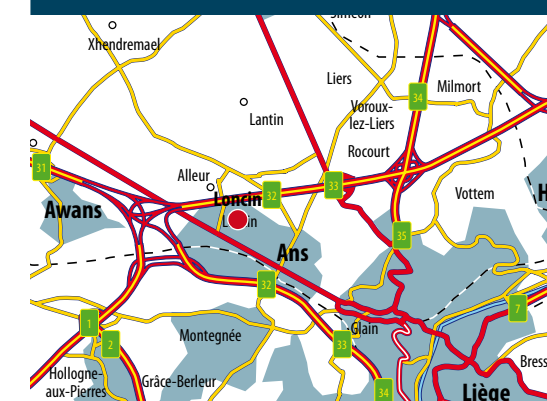 Xhendremael
Liers
Milmort
34
Lantin
Voroux-
lez-Liers
Rocourt
31
Alleur
33
Loncin
32
Vottem
Awans
H
35
Ans
32
7
1
Glain
2
Montegnée
33
Bress
Hollogne-
aux-Pierres
Grâce-Berleur
34
Liège